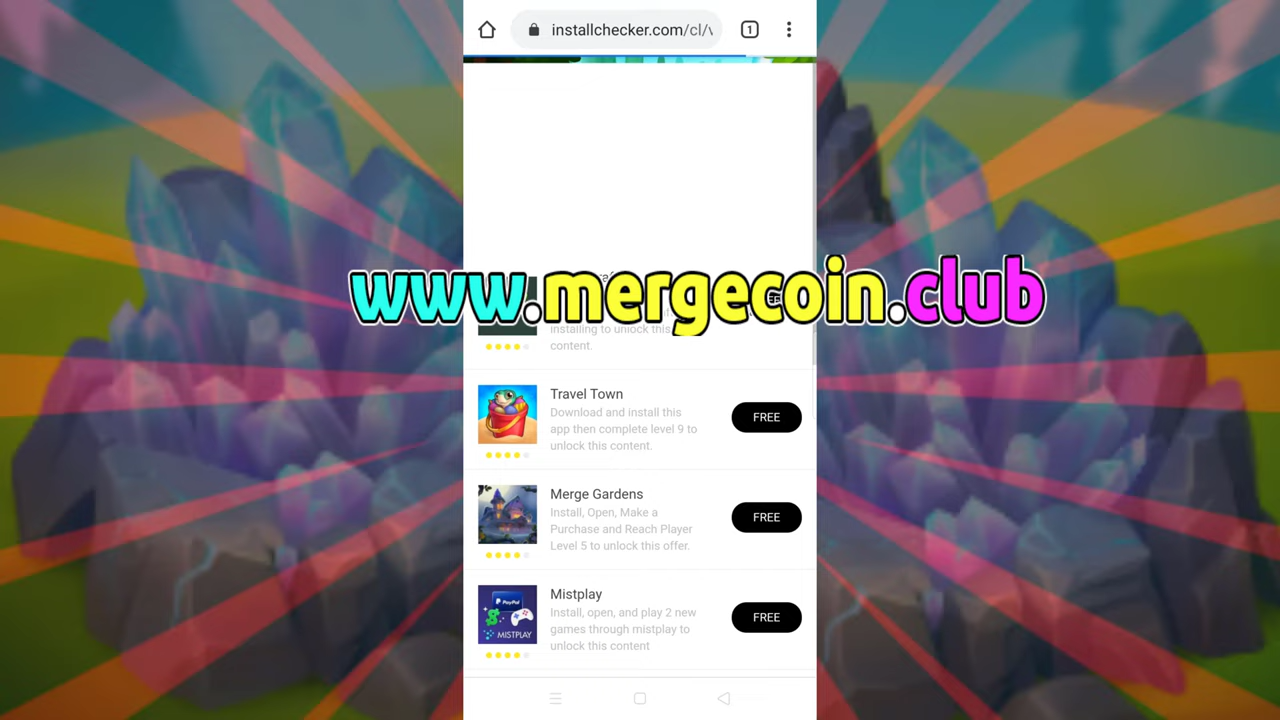 installchecker.com/cl/v
1
www.mergecoin.club
installing to unlock this
content.
Travel Town
Download and install this
app then complete level 9 to
unlock this content.
FREE
Merge Gardens
Install, Open, Make a
Purchase and Reach Player
Level 5 to unlock this offer.
FREE
PayPal
MISTPLAY
Mistplay
Install, open, and play 2 new
games through mistplay to
unlock this content
FREE